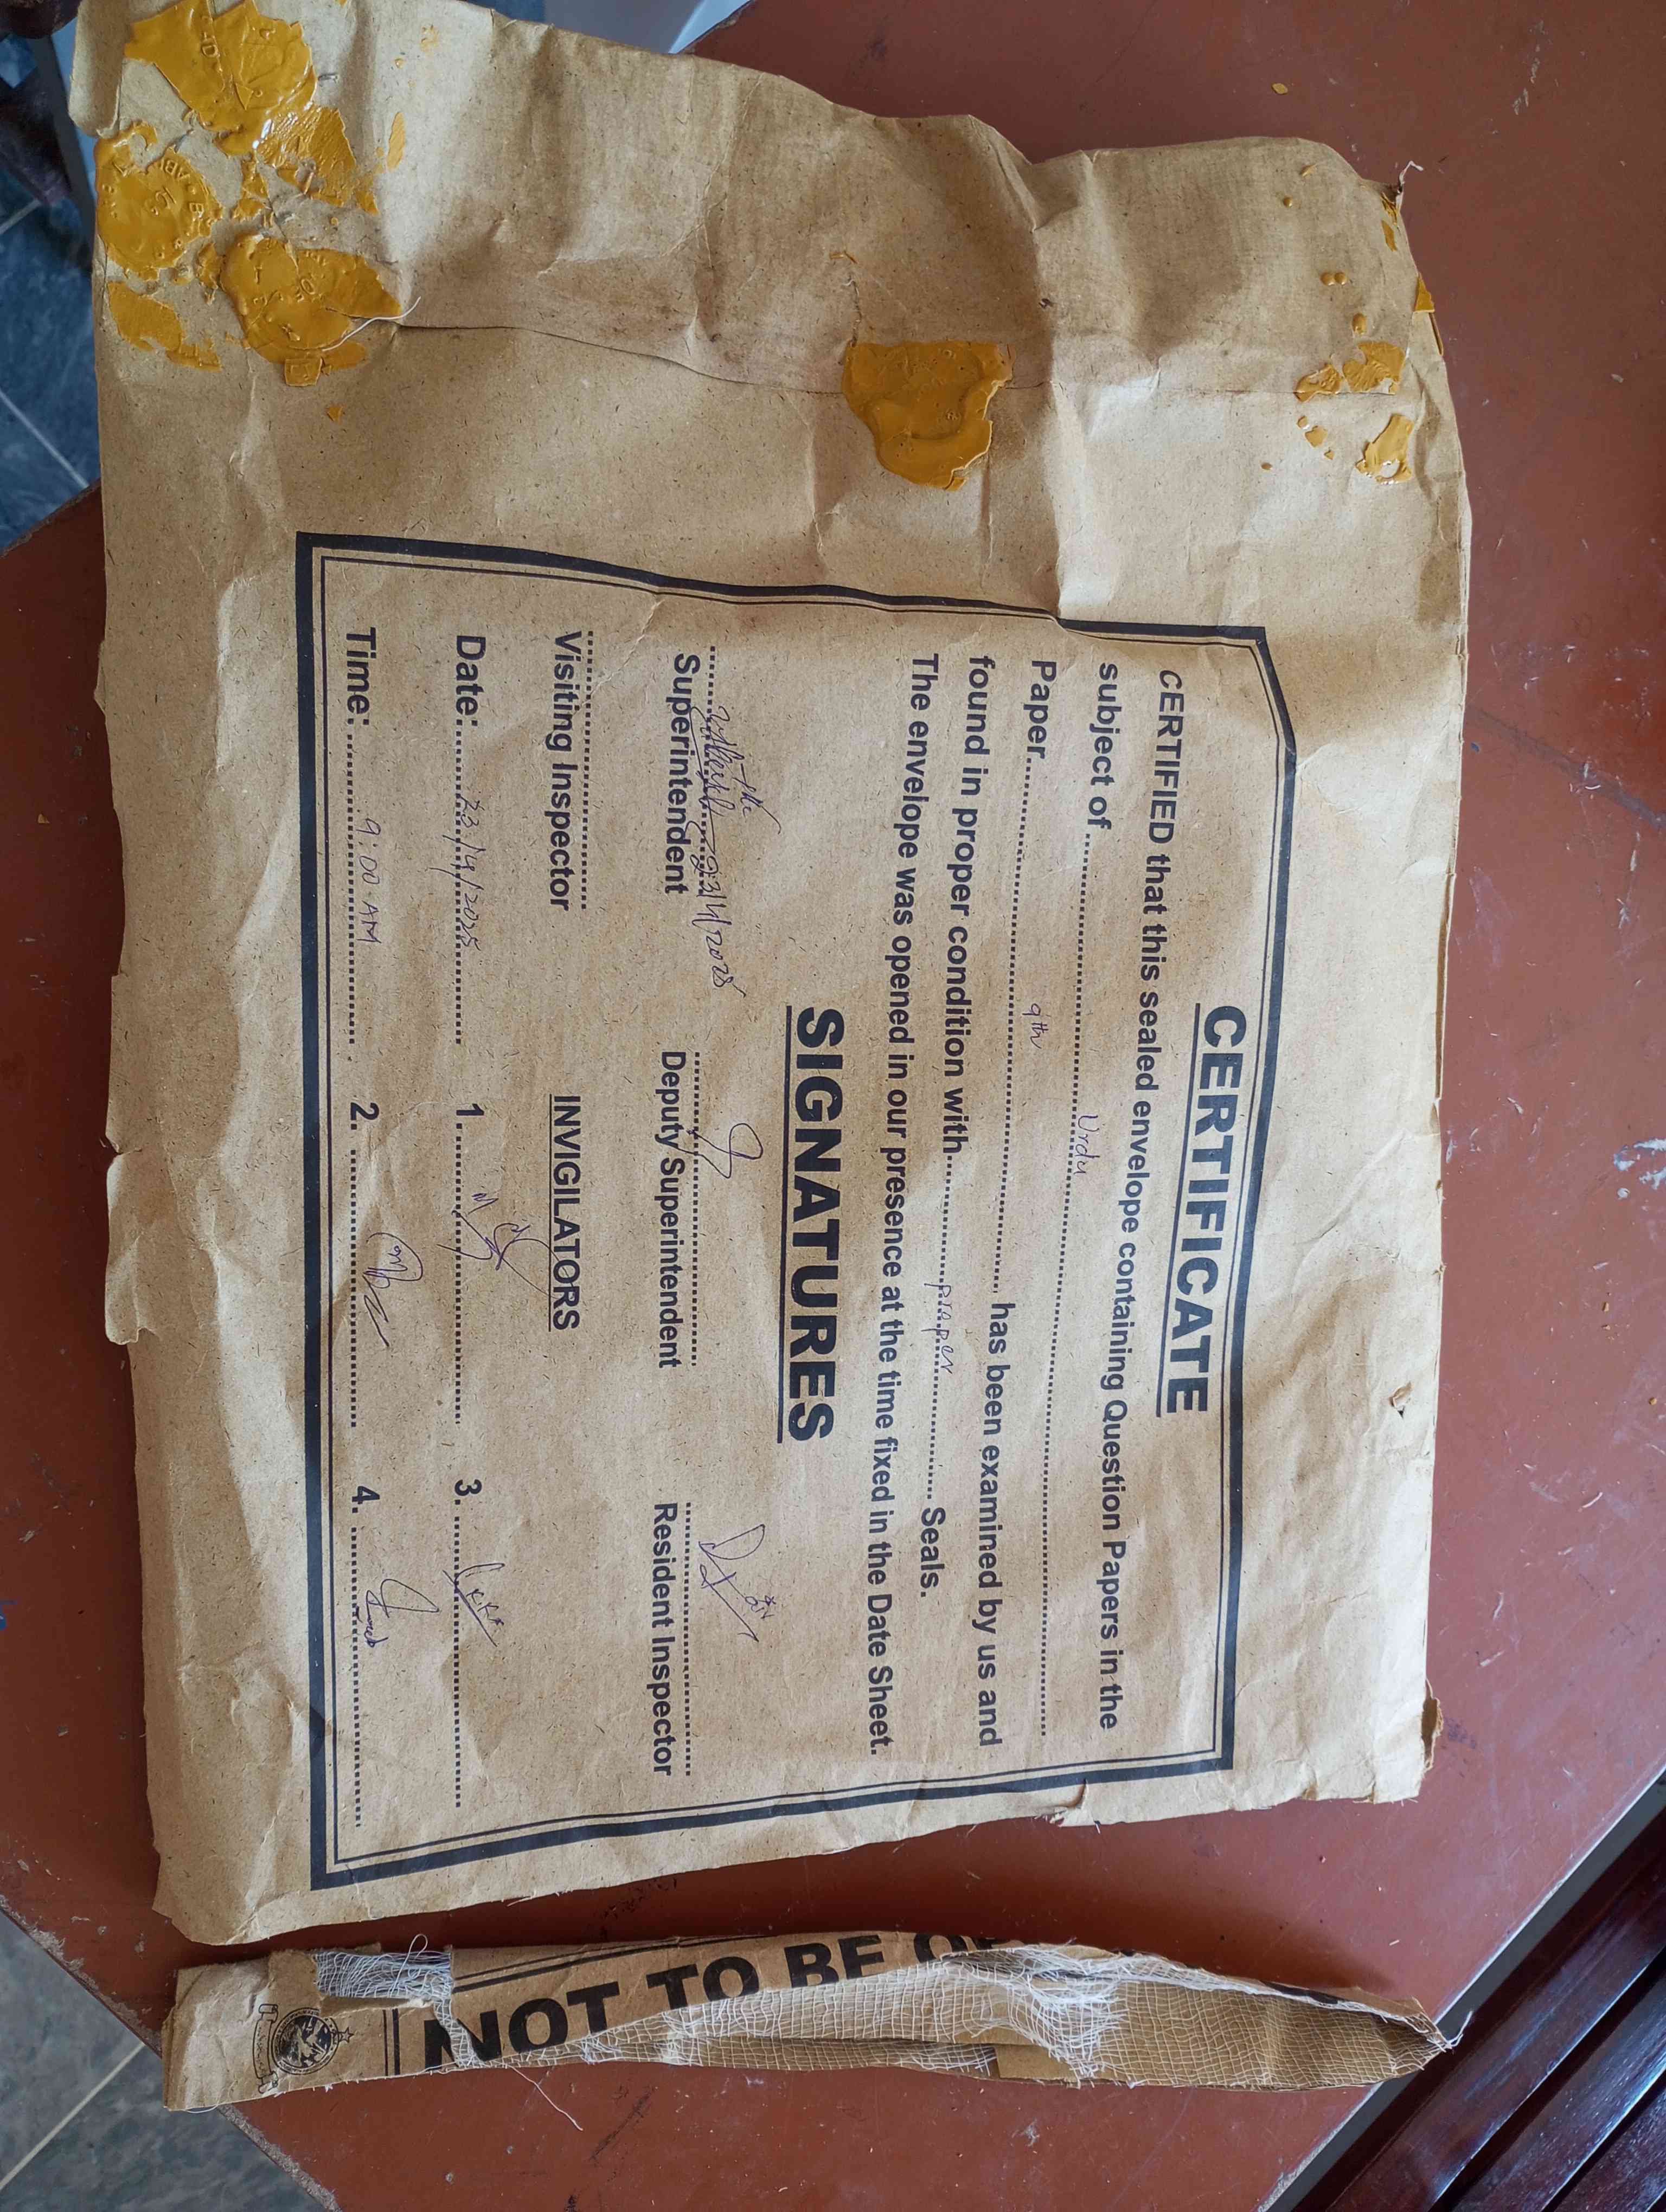 CERTIFICATE
CERTIFIED that this sealed envelope containing Question Papers in the
subject of ........ Urdu ........
Paper ........ 9th ........ has been examined by us and
found in proper condition with ........ proper ........ Seals.
The envelope was opened in our presence at the time fixed in the Date Sheet.
SIGNATURES
23/4/2025
Superintendent Deputy Superintendent Resident Inspector
Visiting Inspector INVIGILATORS
Date: 23/4/2025 1. 3.
Time: 9:00 AM 2. 4.
NOT TO BE